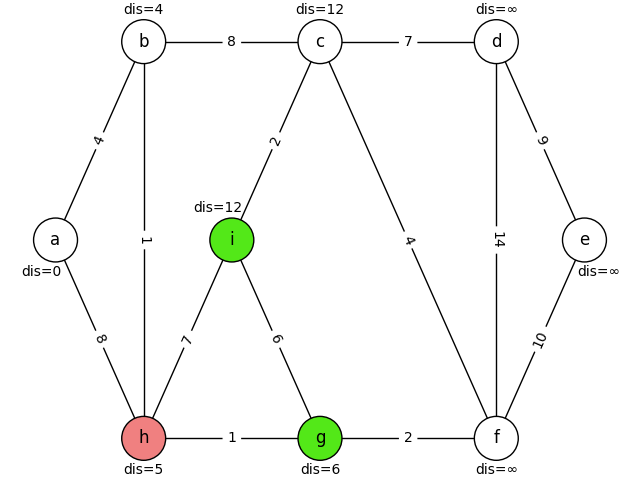 dis=4
dis=12
dis=∞
b
8
c
7
d
4
2
9
dis=12
a
1
i
4
14
e
dis=0
dis=∞
8
7
6
10
h
1
g
2
f
dis=5
dis=6
dis=∞